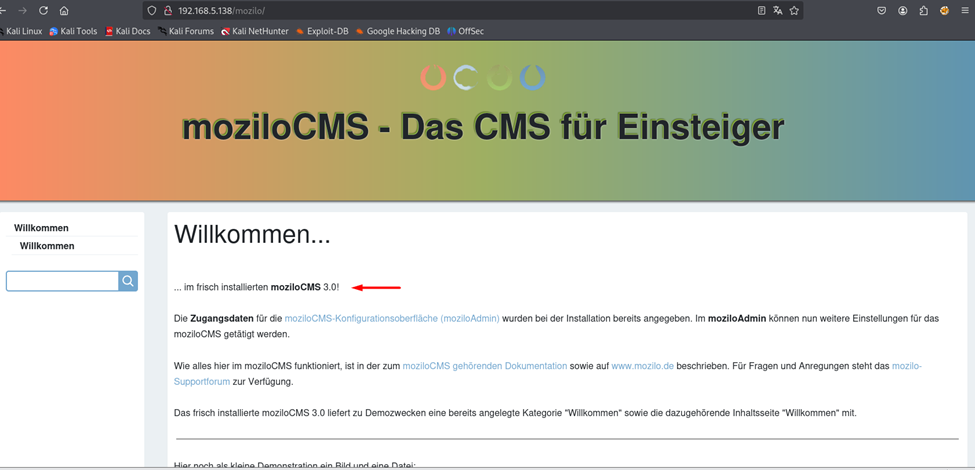 192.168.5.138/mozilo/
Kali Linux Kali Tools Kali Docs Kali Forums Kali NetHunter Exploit-DB Google Hacking DB OffSec
moziloCMS - Das CMS für Einsteiger
Willkommen
Willkommen
Willkommen...
... im frisch installierten moziloCMS 3.0!
Die Zugangsdaten für die moziloCMS-Konfigurationsoberfläche (moziloAdmin) wurden bei der Installation bereits angegeben. Im moziloAdmin können nun weitere Einstellungen für das
moziloCMS getätigt werden.
Wie alles hier im moziloCMS funktioniert, ist in der zum moziloCMS gehörenden Dokumentation sowie auf www.mozilo.de beschrieben. Für Fragen und Anregungen steht das mozilo-
Supportforum zur Verfügung.
Das frisch installierte moziloCMS 3.0 liefert zu Demozwecken eine bereits angelegte Kategorie "Willkommen" sowie die dazugehörende Inhaltsseite "Willkommen" mit.
Hier noch als kleine Demonstration ein Bild und eine Datei: